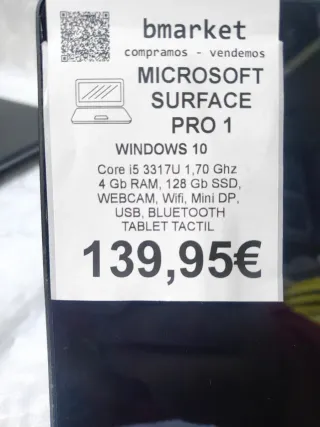 bmarket
compramos - vendemos
MICROSOFT
SURFACE
PRO 1
WINDOWS 10
Core i5 3317U 1,70 Ghz
4 Gb RAM, 128 Gb SSD,
WEBCAM, Wifi, Mini DP,
USB, BLUETOOTH
TABLET TACTIL
139,95€